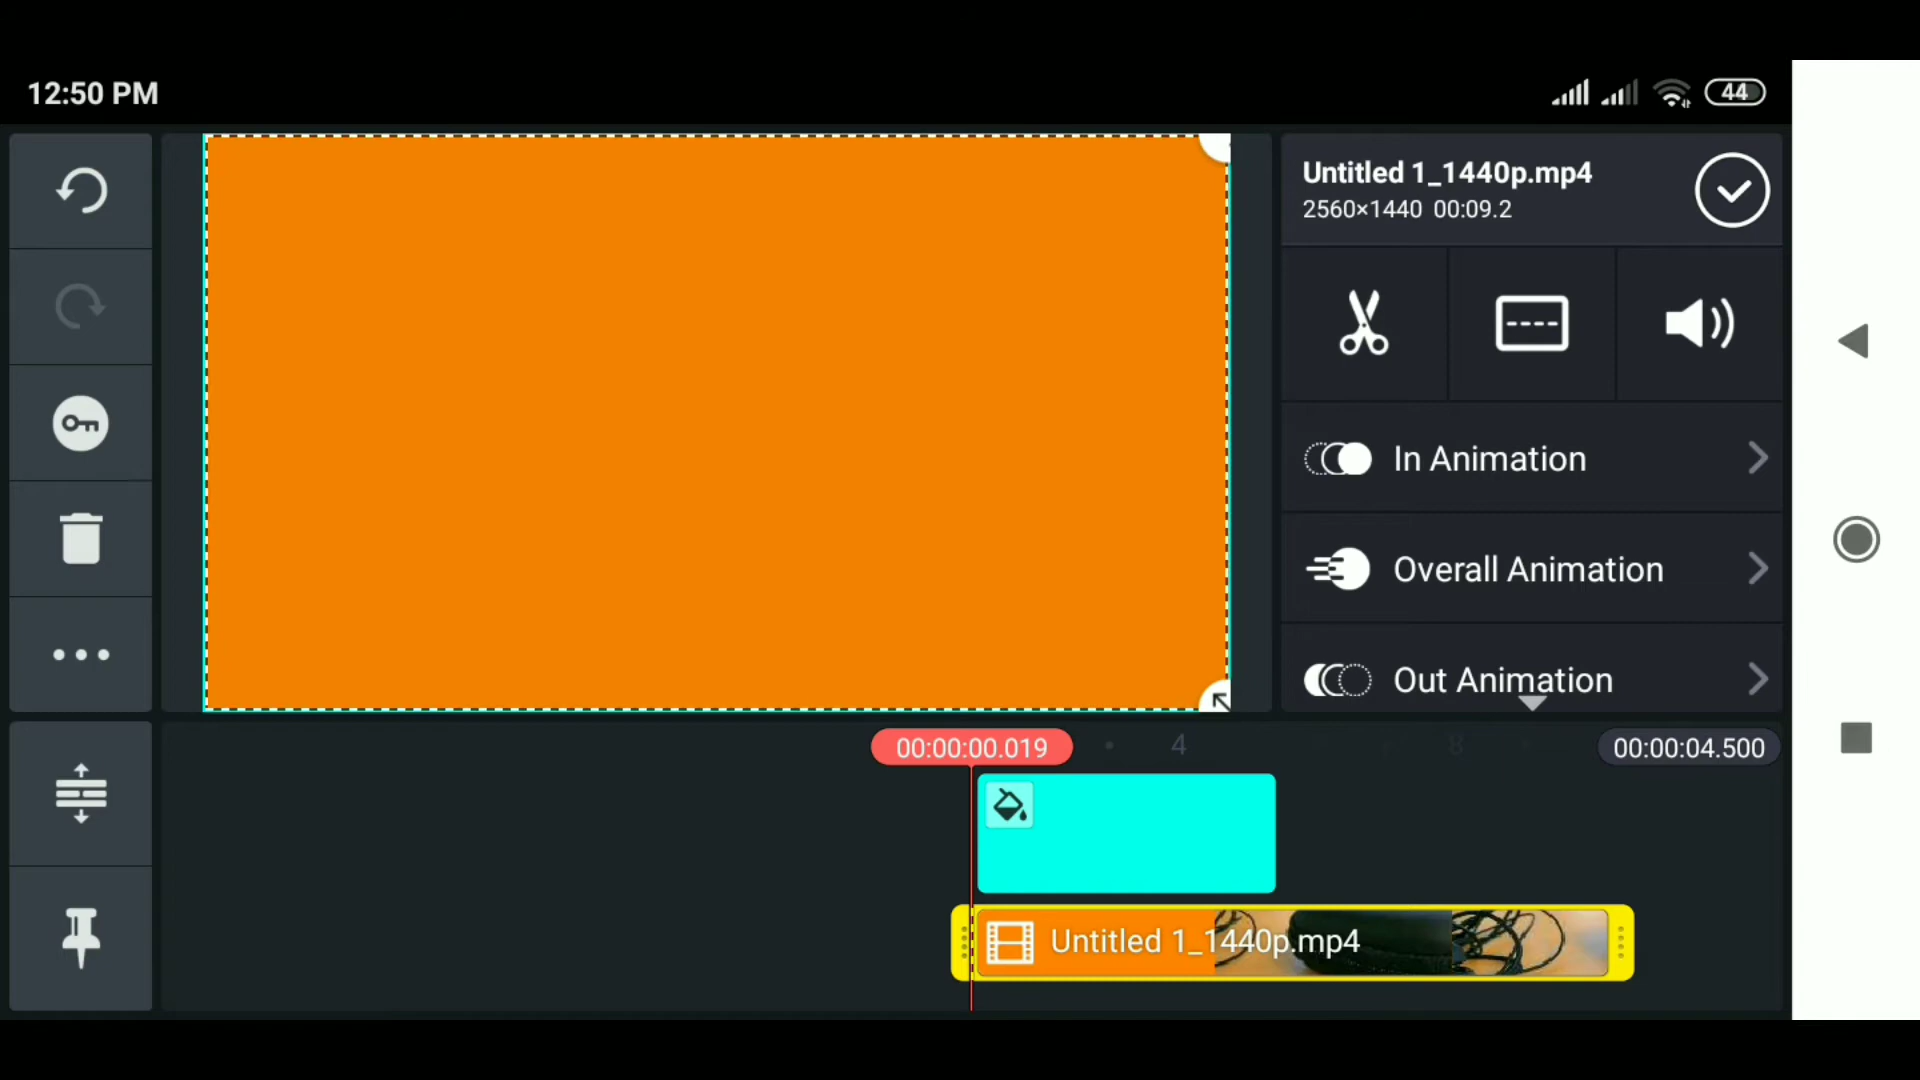 12:50 PM
44
Untitled 1_1440p.mp4
2560×1440 00:09.2
In Animation
Overall Animation
Out Animation
00:00:00.019
4
8
00:00:04.500
Untitled 1_1440p.mp4